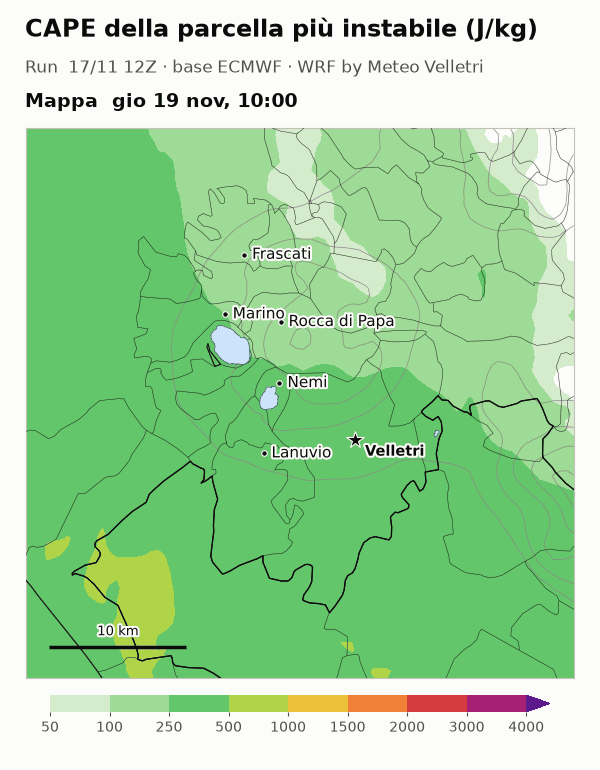 CAPE della parcella più instabile (J/kg)
Run 17/11 12Z · base ECMWF · WRF by Meteo Velletri
Mappa gio 19 nov, 10:00
Frascati
Marino
Rocca di Papa
Nemi
Velletri
Lanuvio
10 km
50 100 250 500 1000 1500 2000 3000 4000